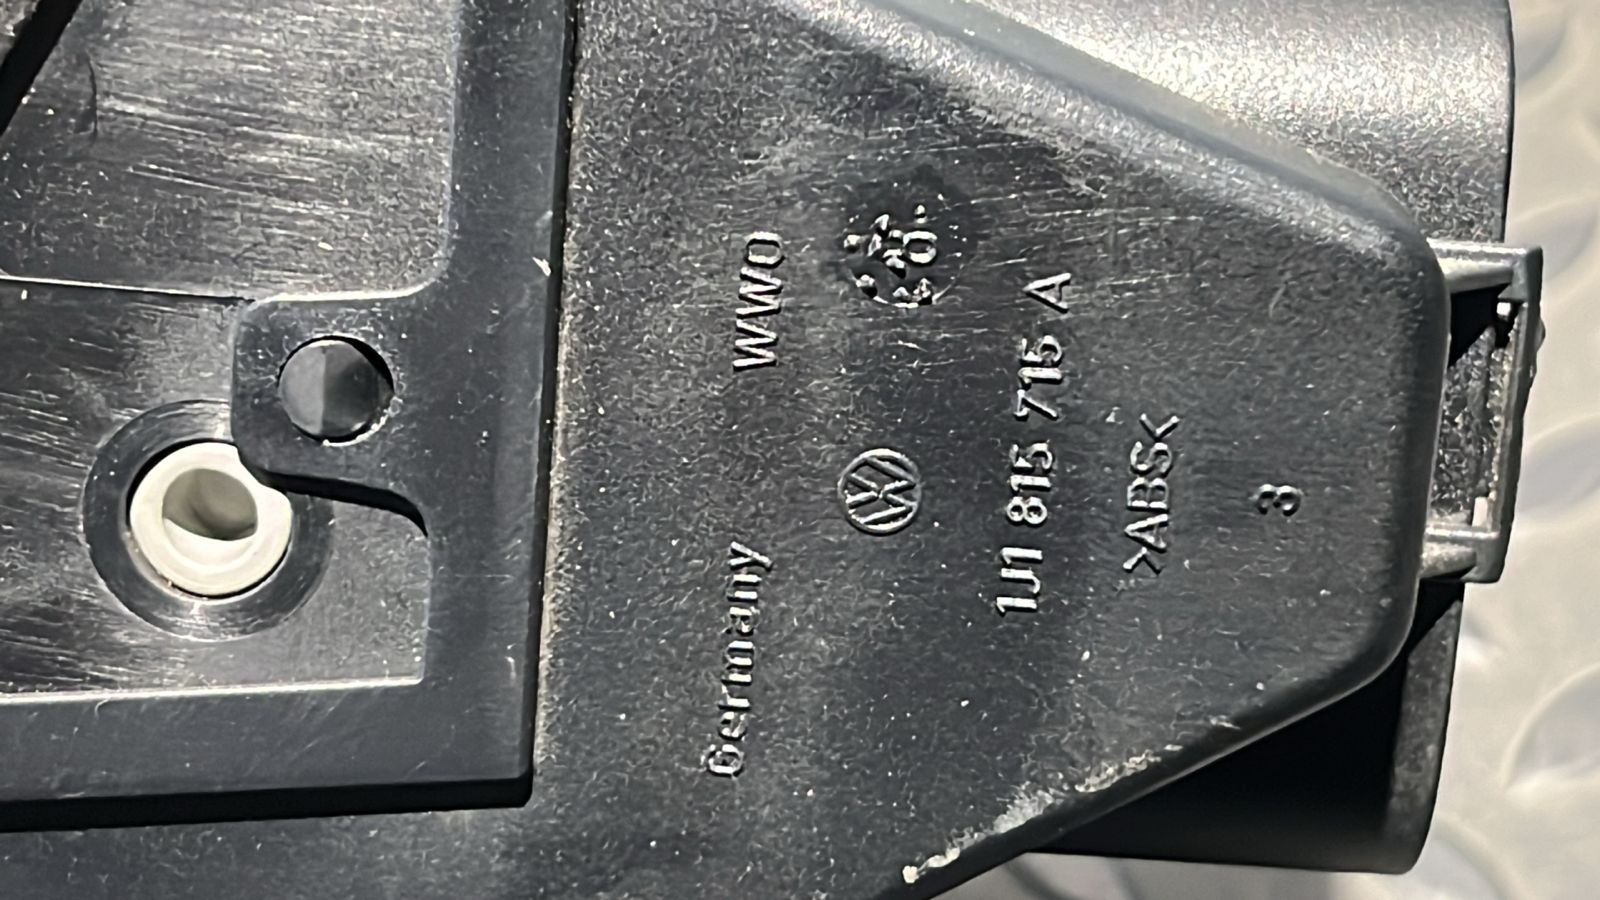 Germany WWO
1J1 815 715 A
>ABS<
3